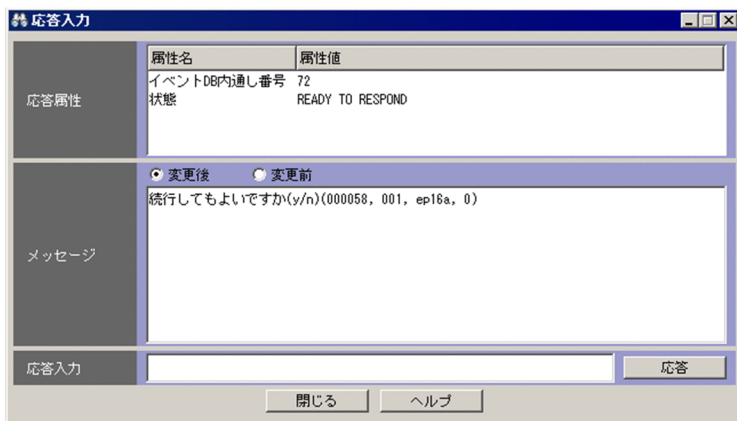 応答入力
属性名 属性値
応答属性
イベントDB内通し番号 72
状態 READY TO RESPOND
変更後 変更前
メッセージ
続行してもよいですか(y/n)(000058, 001, ep16a, 0)
応答入力 応答
閉じる ヘルプ